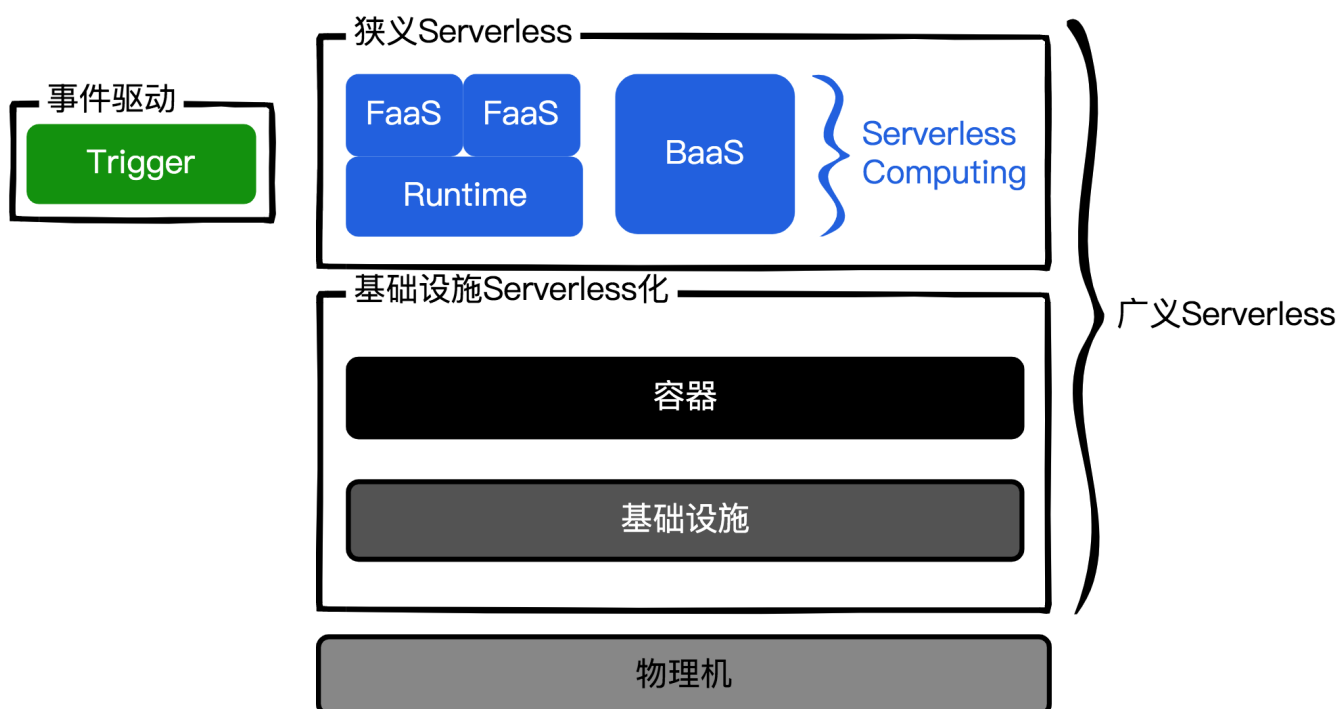 狭义Serverless
事件驱动
Trigger
FaaS
FaaS
Runtime
BaaS
Serverless
Computing
基础设施Serverless化
容器
基础设施
广义Serverless
物理机